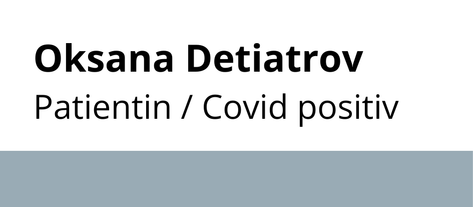 Oksana Detiatrov
Patientin / Covid positiv